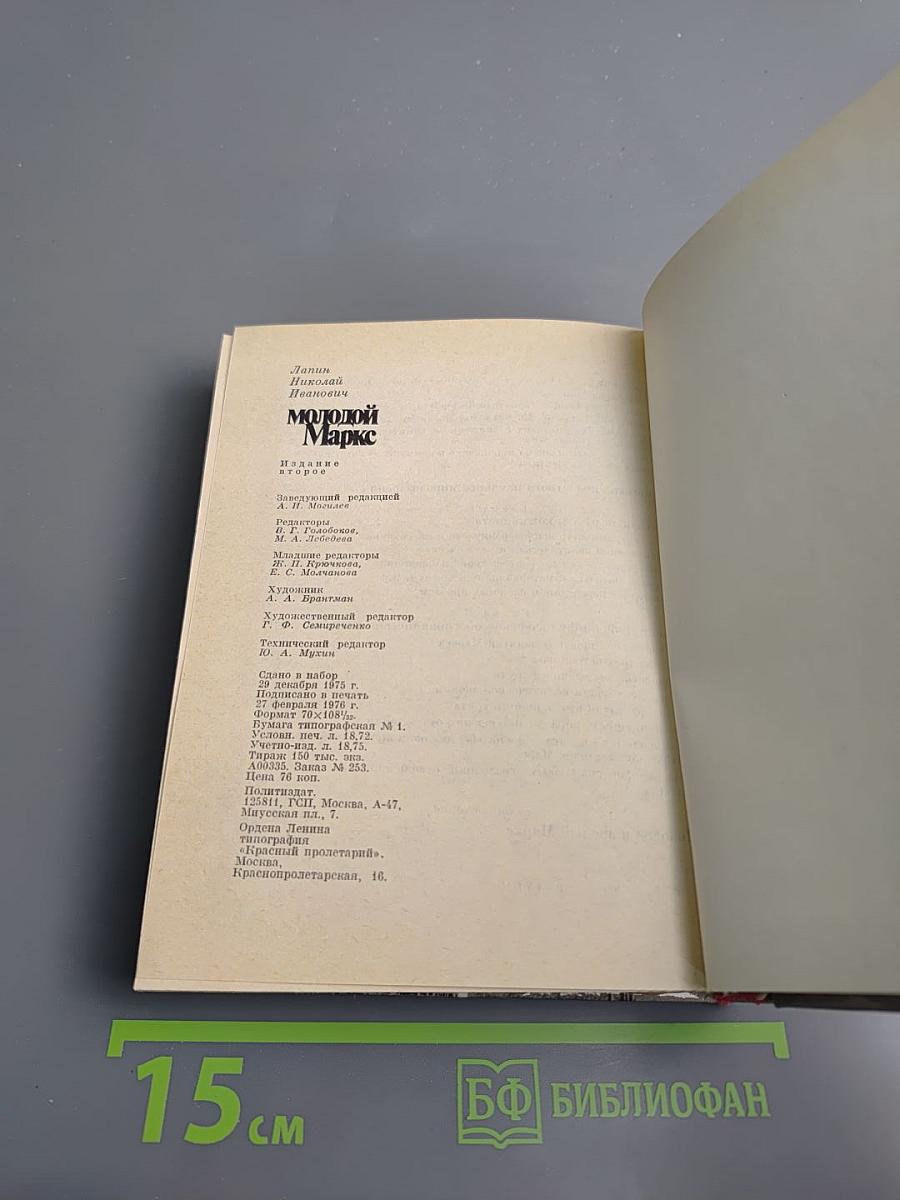 Лапин
Николай
Иванович
молодой
Маркс
Издание
второе
Заведующий редакцией
А. И. Могилев
Редакторы
В. Г. Голобоков,
М. А. Лебедева
Младшие редакторы
Ж. П. Крючкова,
Е. С. Молчанова
Художник
А. А. Брантман
Художественный редактор
Г. Ф. Семиреченко
Технический редактор
Ю. А. Мухин
Сдано в набор
29 декабря 1975 г.
Подписано в печать
27 февраля 1976 г.
Формат 70×108¹/₃₂.
Бумага типографская № 1.
Условн. печ. л. 18,72.
Учетно-изд. л. 18,75.
Тираж 150 тыс. экз.
А00335. Заказ № 253.
Цена 76 коп.
Политиздат.
125811, ГСП, Москва, А-47,
Миусская пл., 7.
Ордена Ленина
типография
«Красный пролетарий».
Москва,
Краснопролетарская, 16.
15 см
БФ БИБЛИОФАН